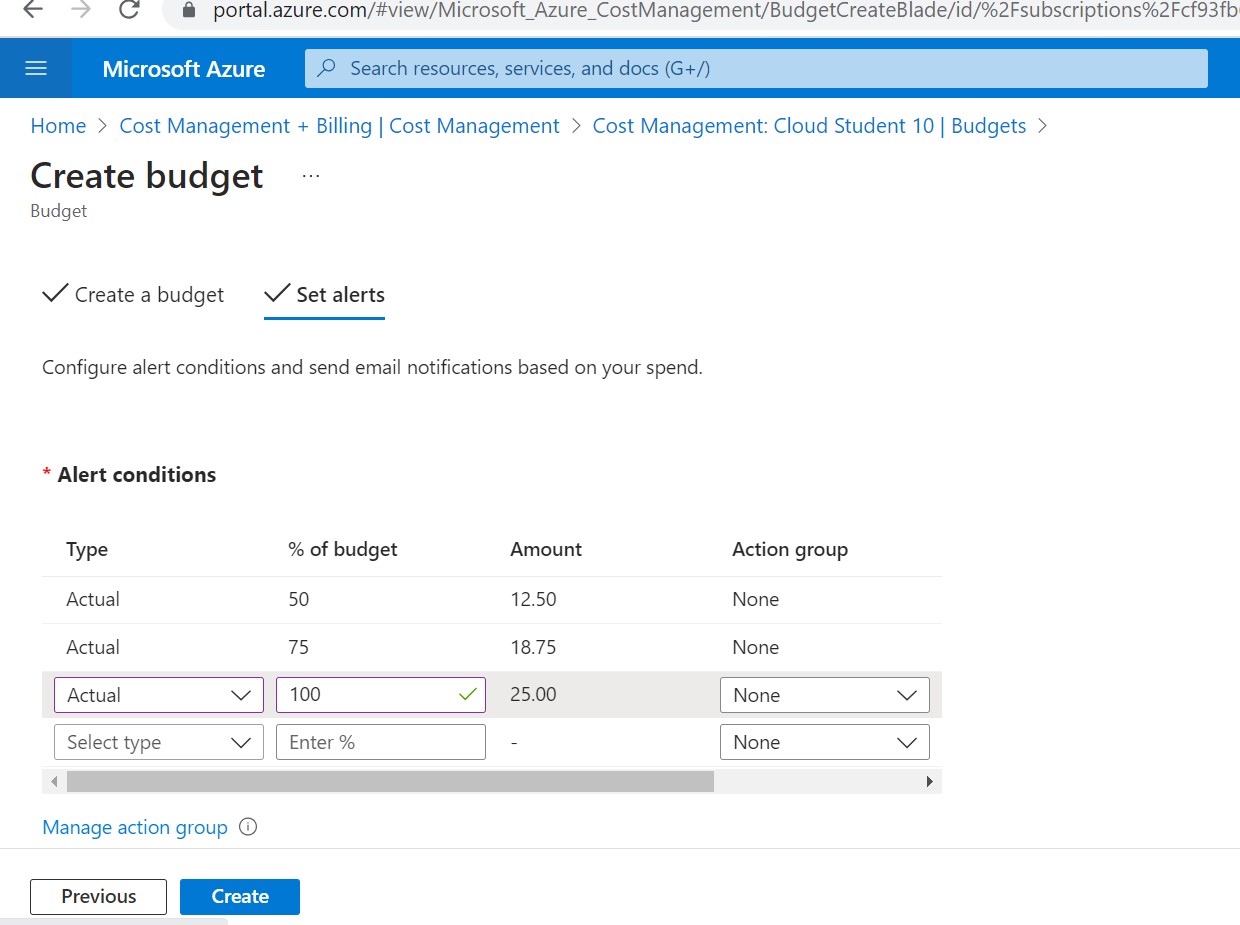 portal.azure.com/#view/Microsoft_Azure_CostManagement/BudgetCreateBlade/id/%2Fsubscriptions%2Fcf93fb
Microsoft Azure
Search resources, services, and docs (G+/)
Home > Cost Management + Billing | Cost Management > Cost Management: Cloud Student 10 | Budgets >
Create budget ...
Budget
Create a budget Set alerts
Configure alert conditions and send email notifications based on your spend.
* Alert conditions
Type % of budget Amount Action group
Actual 50 12.50 None
Actual 75 18.75 None
Actual 100 25.00 None
Select type Enter % - None
Manage action group
Previous Create